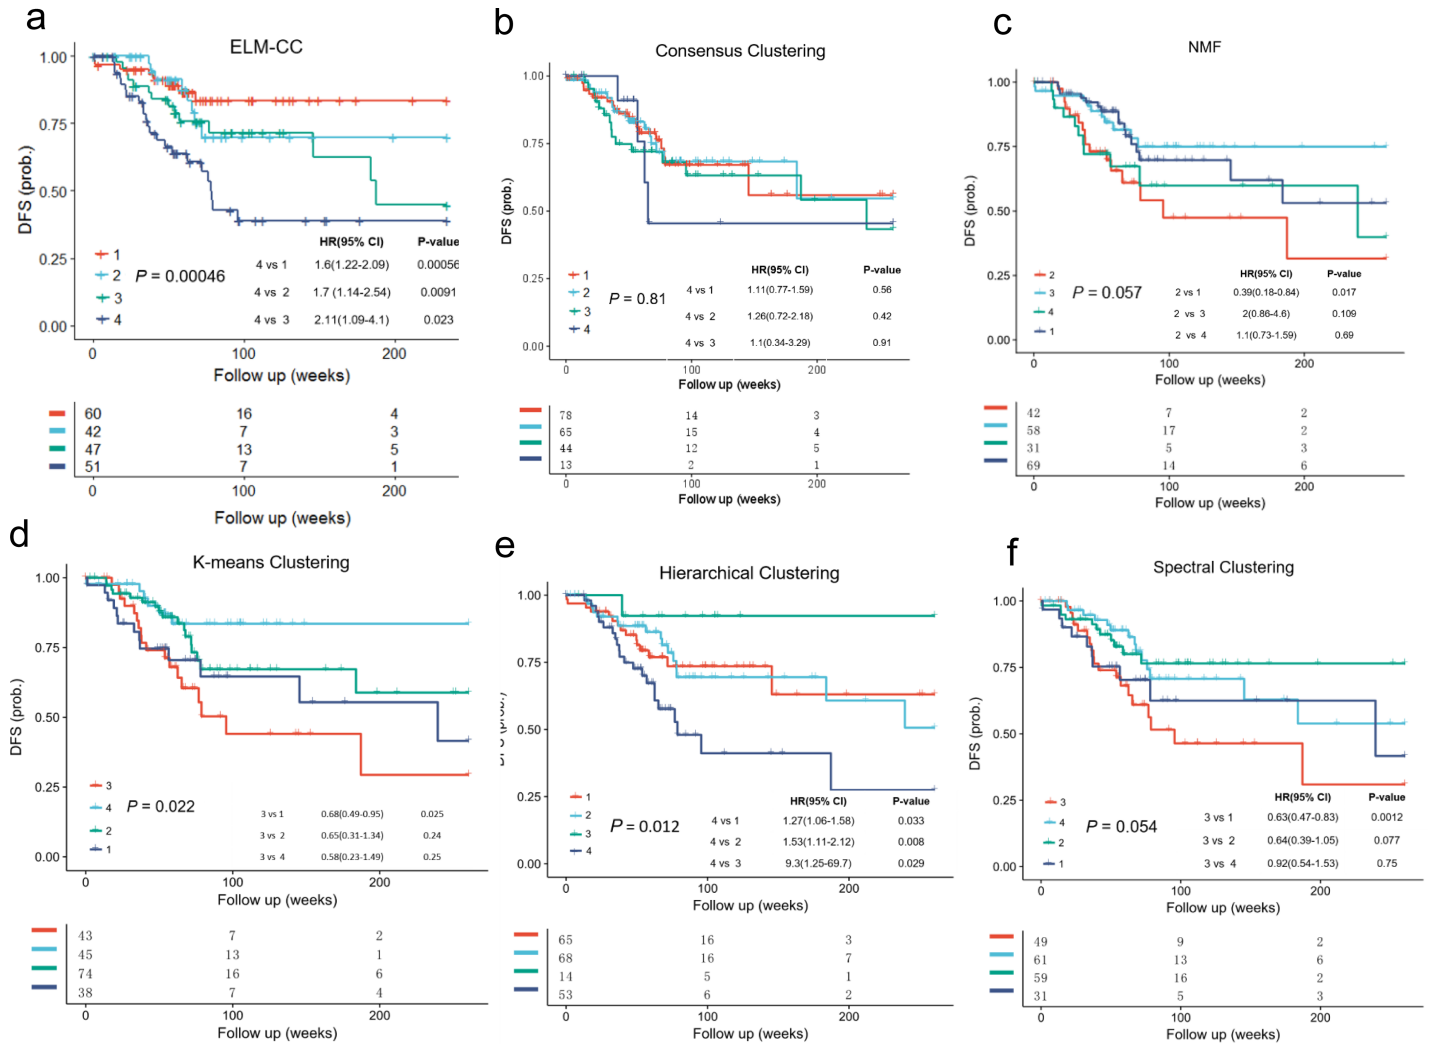 a
ELM-CC
1.00
0.75
0.50
0.25
0.00
DFS (prob.)
1
2
3
4
P = 0.00046
HR(95% CI) P-value
4 vs 1 1.6(1.22-2.09) 0.00056
4 vs 2 1.7 (1.14-2.54) 0.0091
4 vs 3 2.11(1.09-4.1) 0.023
0 100 200
Follow up (weeks)
60 16 4
42 7 3
47 13 5
51 7 1
0 100 200
Follow up (weeks)
b
Consensus Clustering
1.00
0.75
0.50
0.25
0.00
DFS (prob.)
1
2
3
4
P = 0.81
HR(95% CI) P-value
4 vs 1 1.11(0.77-1.59) 0.56
4 vs 2 1.26(0.72-2.18) 0.42
4 vs 3 1.1(0.34-3.29) 0.91
0 100 200
Follow up (weeks)
78 14 3
65 15 4
44 12 5
13 2 1
0 100 200
Follow up (weeks)
c
NMF
1.00
0.75
0.50
0.25
0.00
DFS (prob.)
2
3
4
1
P = 0.057
HR(95% CI) P-value
2 vs 1 0.39(0.18-0.84) 0.017
2 vs 3 2(0.86-4.6) 0.109
2 vs 4 1.1(0.73-1.59) 0.69
0 100 200
Follow up (weeks)
42 7 2
58 17 2
31 5 3
69 14 6
0 100 200
Follow up (weeks)
d
K-means Clustering
1.00
0.75
0.50
0.25
0.00
DFS (prob.)
3
4
2
1
P = 0.022
3 vs 1 0.68(0.49-0.95) 0.025
3 vs 2 0.65(0.31-1.34) 0.24
3 vs 4 0.58(0.23-1.49) 0.25
0 100 200
Follow up (weeks)
43 7 2
45 13 1
74 16 6
38 7 4
0 100 200
Follow up (weeks)
e
Hierarchical Clustering
1.00
0.75
0.50
0.25
0.00
DFS (prob.)
1
2
3
4
P = 0.012
HR(95% CI) P-value
4 vs 1 1.27(1.06-1.58) 0.033
4 vs 2 1.53(1.11-2.12) 0.008
4 vs 3 9.3(1.25-69.7) 0.029
0 100 200
Follow up (weeks)
65 16 3
68 16 7
14 5 1
53 6 2
0 100 200
Follow up (weeks)
f
Spectral Clustering
1.00
0.75
0.50
0.25
0.00
DFS (prob.)
3
4
2
1
P = 0.054
HR(95% CI) P-value
3 vs 1 0.63(0.47-0.83) 0.0012
3 vs 2 0.64(0.39-1.05) 0.077
3 vs 4 0.92(0.54-1.53) 0.75
0 100 200
Follow up (weeks)
49 9 2
61 13 6
59 16 2
31 5 3
0 100 200
Follow up (weeks)